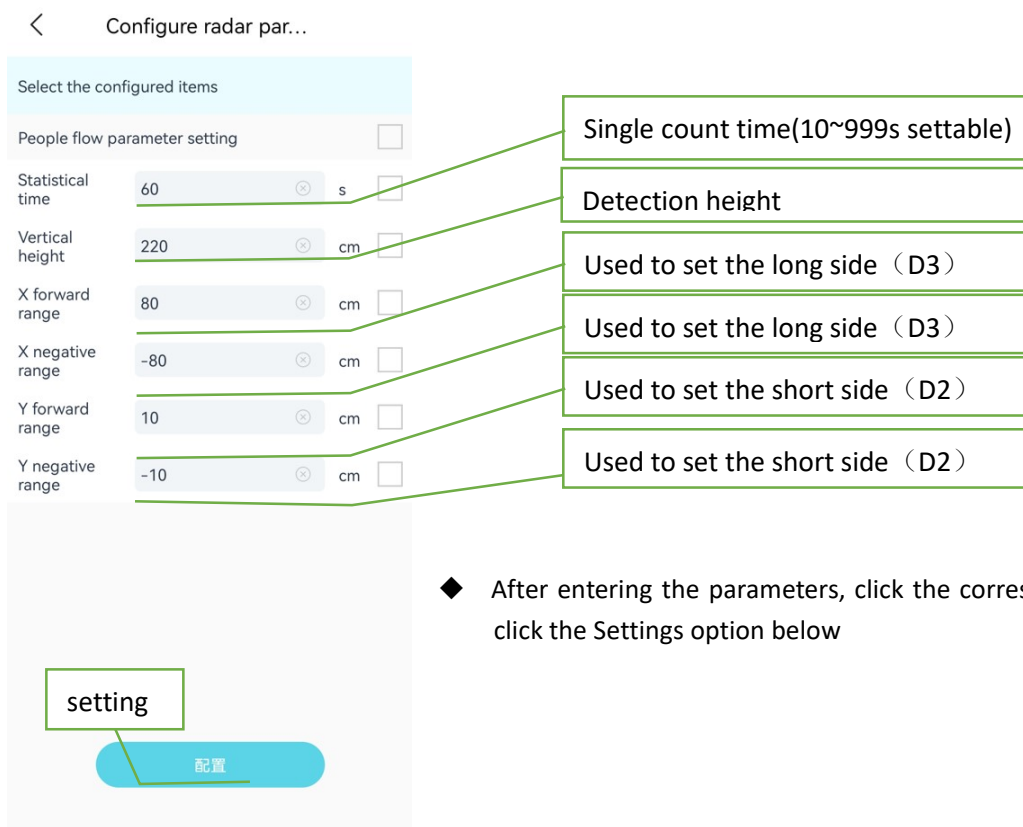 Configure radar par...
Select the configured items
People flow parameter setting
Statistical
time
60
s
Vertical
height
220
cm
X forward
range
80
cm
X negative
range
-80
cm
Y forward
range
10
cm
Y negative
range
-10
cm
Single count time(10~999s settable)
Detection height
Used to set the long side（D3）
Used to set the long side（D3）
Used to set the short side（D2）
Used to set the short side（D2）
◆ After entering the parameters, click the corres
click the Settings option below
setting
配置